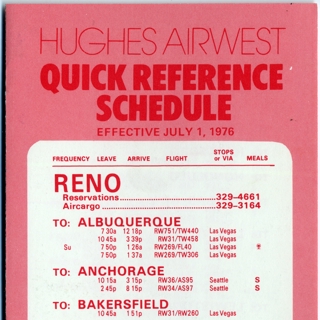 HUGHES AIRWEST
QUICK REFERENCE
SCHEDULE
EFFECTIVE JULY 1, 1976
FREQUENCY LEAVE ARRIVE FLIGHT STOPS or VIA MEALS
RENO
Reservations 329-4661
Aircargo 329-3164
TO: ALBUQUERQUE
7 30a 12 18p RW751/TW440 Las Vegas
10 45a 3 39p RW31/TW458 Las Vegas
Su 7 50p 1 26a RW269/FL40 Las Vegas
7 50p 1 37a RW269/TW306 Las Vegas
TO: ANCHORAGE
10 15a 3 15p RW36/AS95 Seattle S
2 45p 8 15p RW34/AS97 Seattle S
TO: BAKERSFIELD
10 45a 1 51p RW31/RW260 Las Vegas